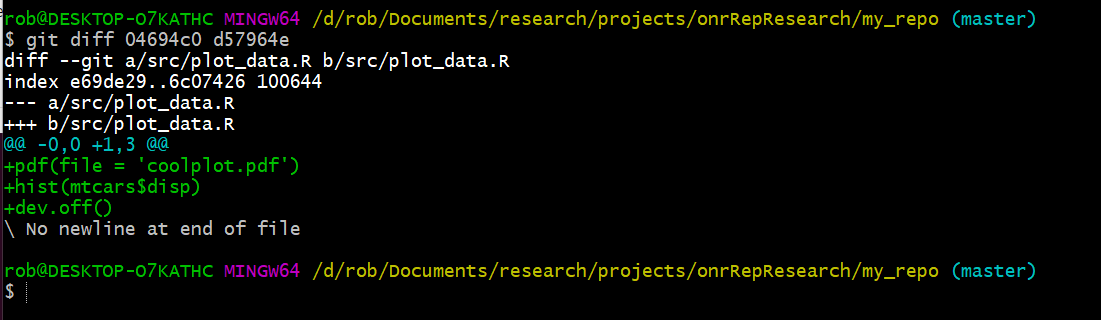 rob@DESKTOP-O7KATHC MINGW64 /d/rob/Documents/research/projects/onrRepResearch/my_repo (master)
$ git diff 04694c0 d57964e
diff --git a/src/plot_data.R b/src/plot_data.R
index e69de29..6c07426 100644
--- a/src/plot_data.R
+++ b/src/plot_data.R
@@ -0,0 +1,3 @@
+pdf(file = 'coolplot.pdf')
+hist(mtcars$disp)
+dev.off()
\ No newline at end of file
rob@DESKTOP-O7KATHC MINGW64 /d/rob/Documents/research/projects/onrRepResearch/my_repo (master)
$